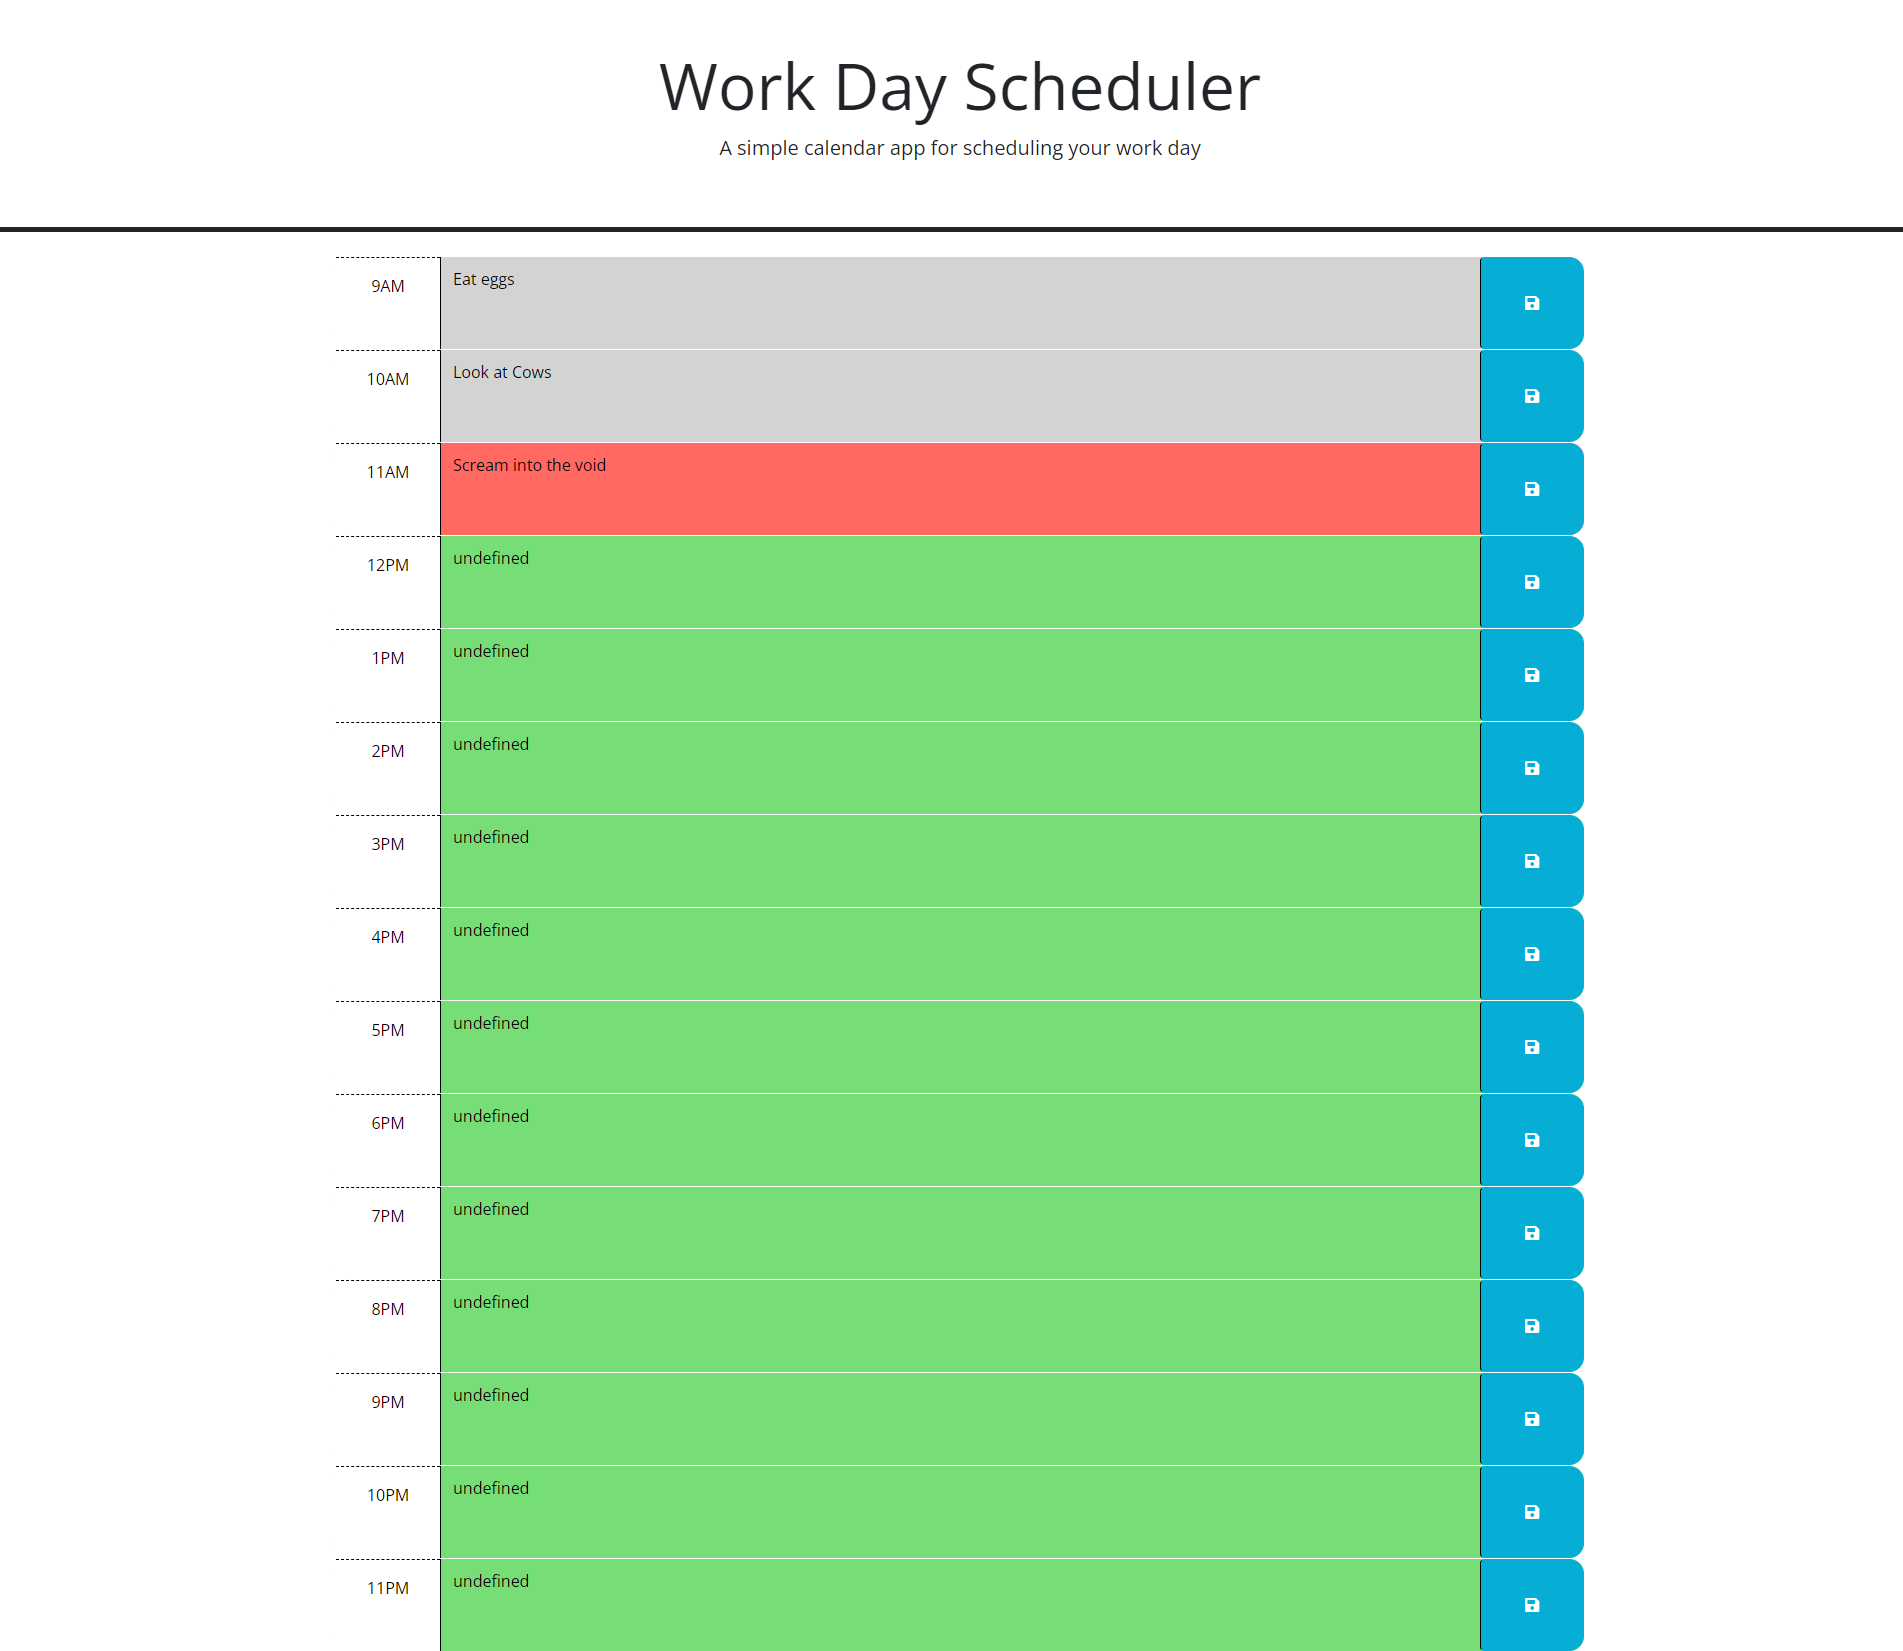 Work Day Scheduler
A simple calendar app for scheduling your work day
9AM Eat eggs
10AM Look at Cows
11AM Scream into the void
12PM undefined
1PM undefined
2PM undefined
3PM undefined
4PM undefined
5PM undefined
6PM undefined
7PM undefined
8PM undefined
9PM undefined
10PM undefined
11PM undefined